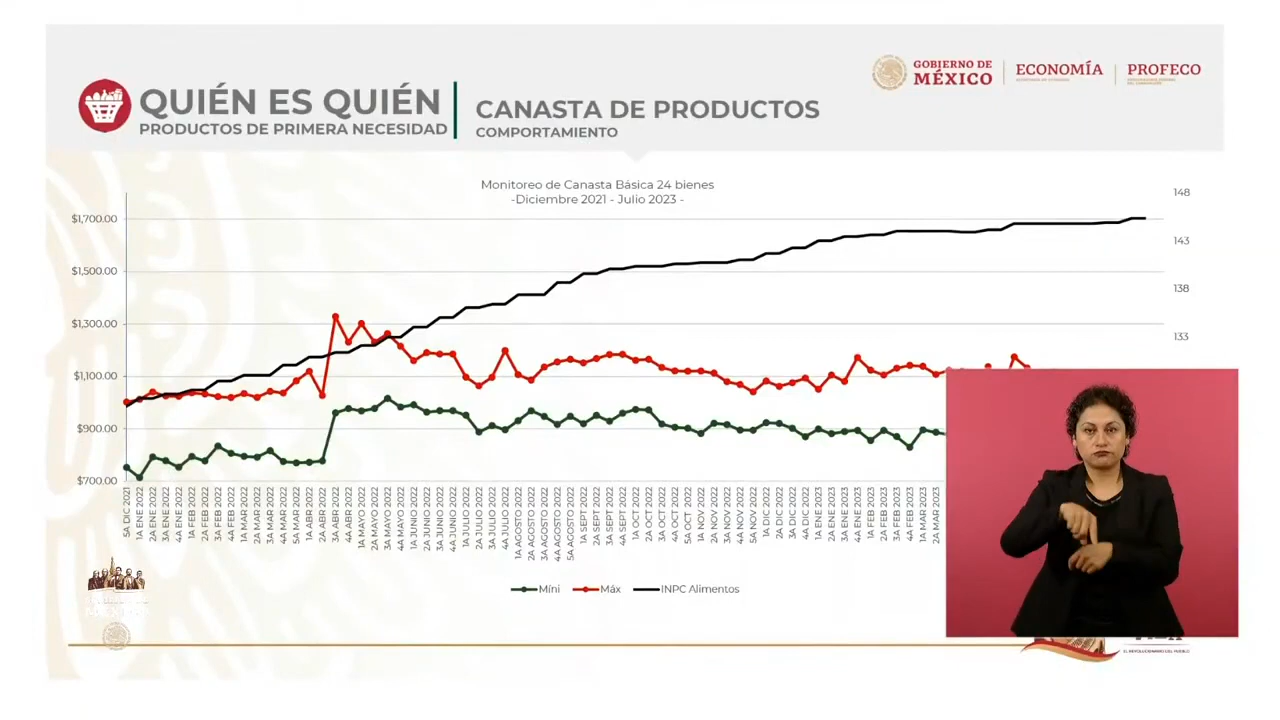 QUIÉN ES QUIÉN
PRODUCTOS DE PRIMERA NECESIDAD
CANASTA DE PRODUCTOS
COMPORTAMIENTO
GOBIERNO DE
MÉXICO
ECONOMÍA
PROFECO
Monitoreo de Canasta Básica 24 bienes
-Diciembre 2021 - Julio 2023 -
$1,700.00
$1,500.00
$1,300.00
$1,100.00
$900.00
$700.00
148
143
138
133
5A DIC 2021
1A ENE 2022
2A ENE 2022
3A ENE 2022
4A ENE 2022
1A FEB 2022
2A FEB 2022
3A FEB 2022
4A FEB 2022
1A MAR 2022
2A MAR 2022
3A MAR 2022
4A MAR 2022
5A MAR 2022
1A ABR 2022
2A ABR 2022
3A ABR 2022
4A ABR 2022
1A MAYO 2022
2A MAYO 2022
3A MAYO 2022
4A MAYO 2022
1A JUNIO 2022
2A JUNIO 2022
3A JUNIO 2022
4A JUNIO 2022
1A JULIO 2022
2A JULIO 2022
3A JULIO 2022
4A JULIO 2022
1A AGOSTO 2022
2A AGOSTO 2022
3A AGOSTO 2022
4A AGOSTO 2022
5A AGOSTO 2022
1A SEPT 2022
2A SEPT 2022
3A SEPT 2022
4A SEPT 2022
1A OCT 2022
2A OCT 2022
3A OCT 2022
4A OCT 2022
5A OCT 2022
1A NOV 2022
2A NOV 2022
3A NOV 2022
4A NOV 2022
5A NOV 2022
1A DIC 2022
2A DIC 2022
3A DIC 2022
4A DIC 2022
1A ENE 2023
2A ENE 2023
3A ENE 2023
4A ENE 2023
1A FEB 2023
2A FEB 2023
3A FEB 2023
4A FEB 2023
1A MAR 2023
2A MAR 2023
Míni
Máx
INPC Alimentos
EL REVOLUCIONARIO DEL PUEBLO